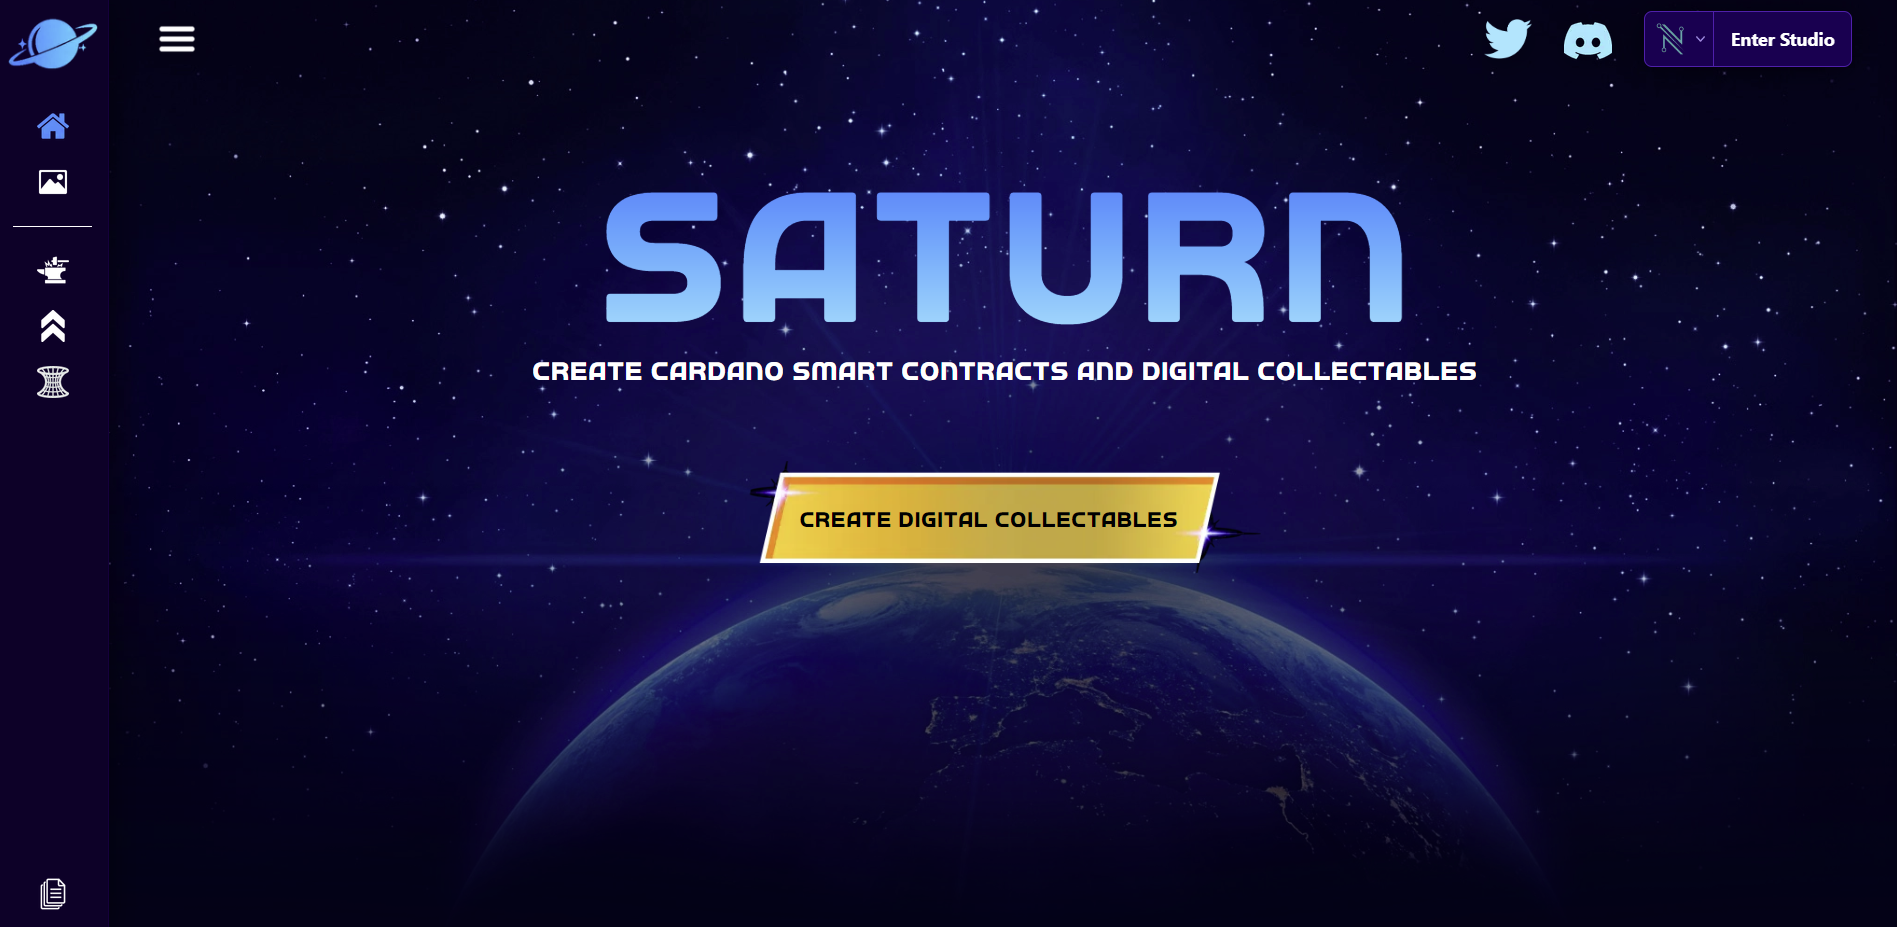 Enter Studio
SATURN
CREATE CARDANO SMART CONTRACTS AND DIGITAL COLLECTABLES
CREATE DIGITAL COLLECTABLES